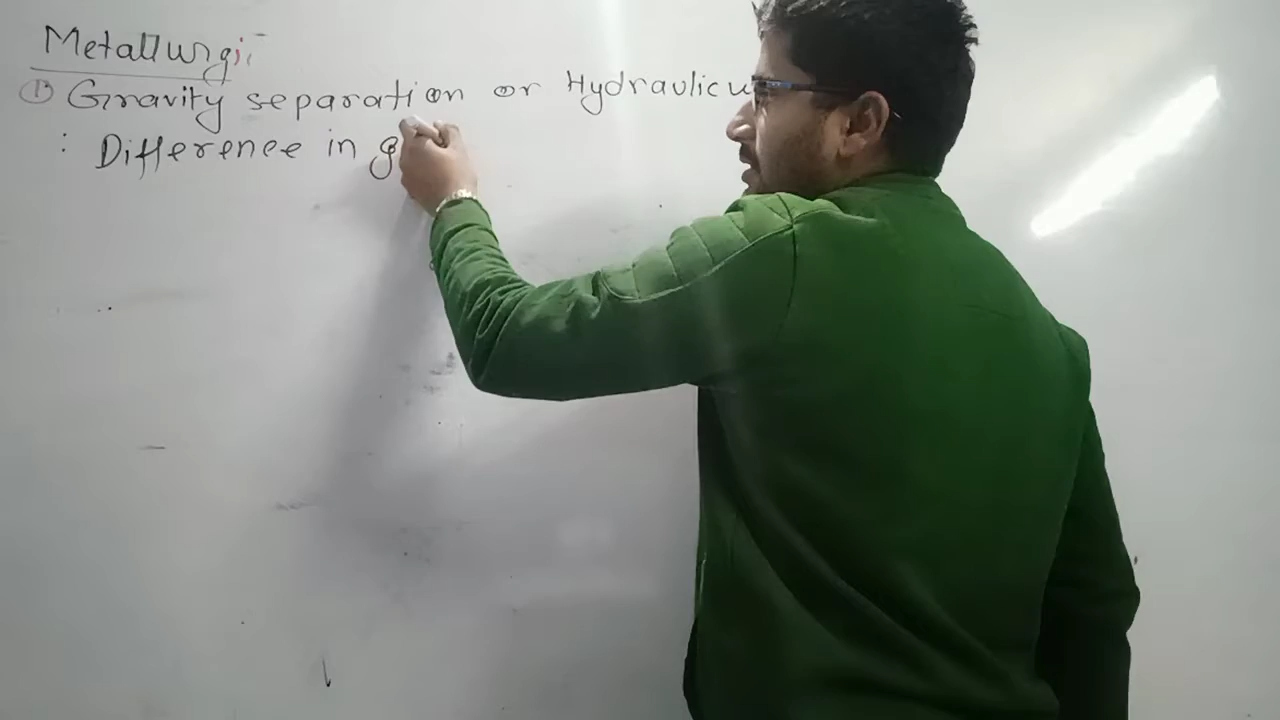 Metallurgi
① Gravity separation or Hydraulic w
: Difference in g